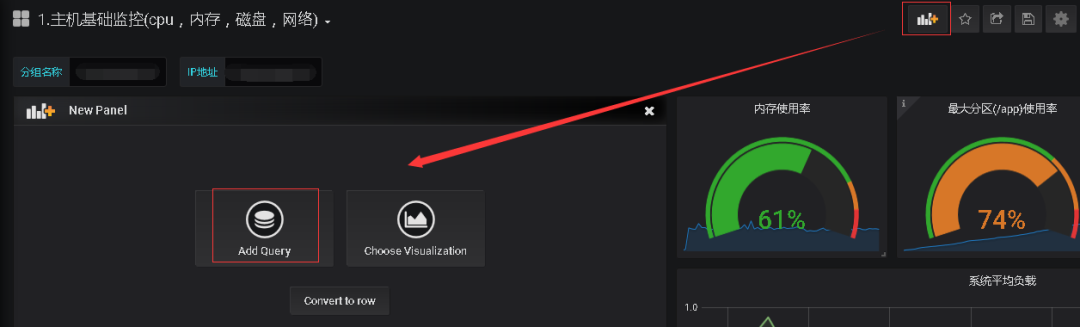 1.主机基础监控(cpu，内存，磁盘，网络)
分组名称
IP地址
New Panel
Add Query
Choose Visualization
Convert to row
内存使用率
61%
最大分区(/app)使用率
74%
系统平均负载
1.0